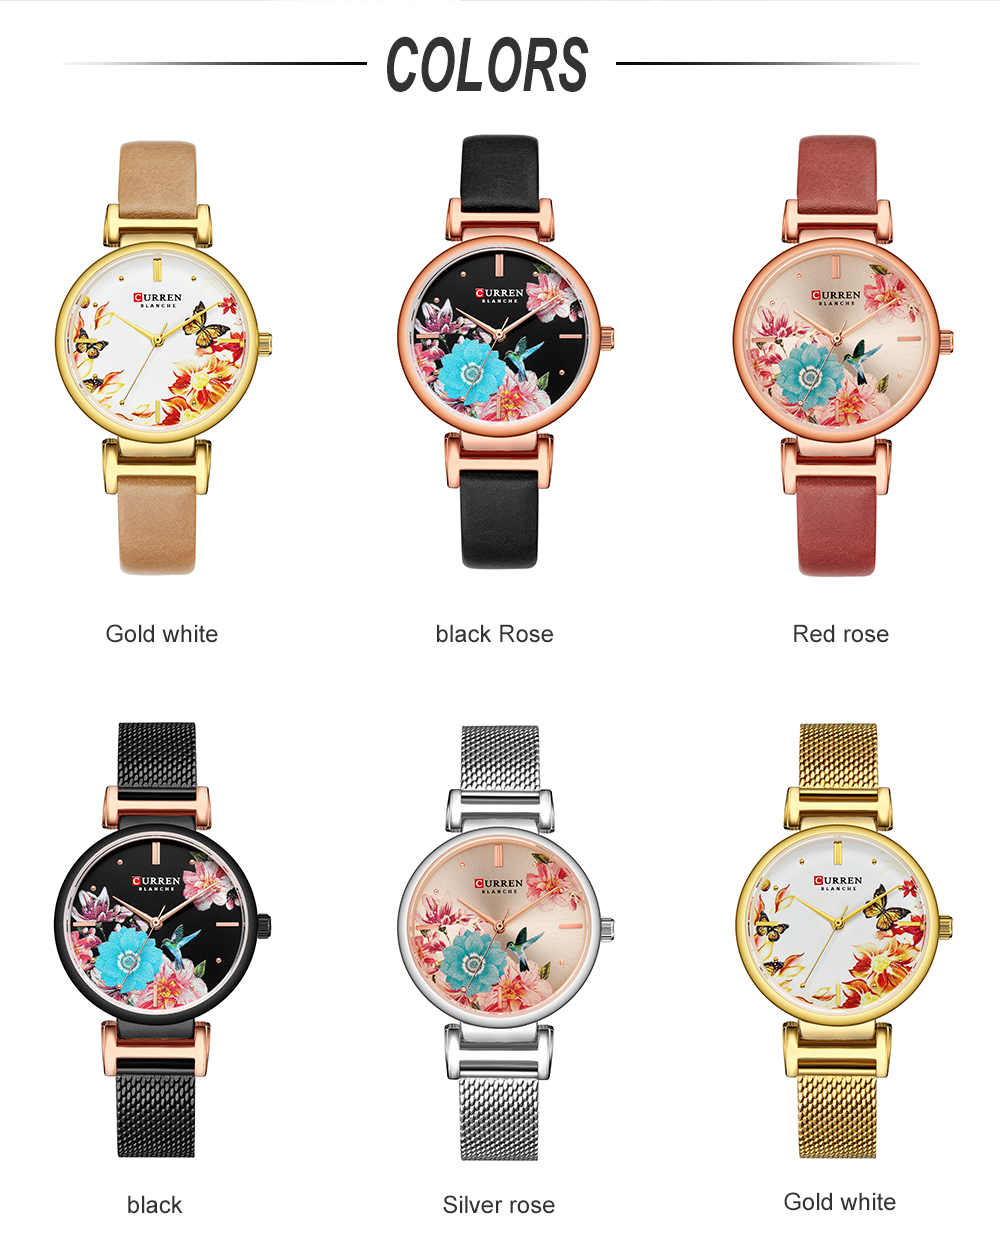 COLORS
CURREN
BLANCHE
CURREN
BLANCHE
CURREN
BLANCHE
Gold white
black Rose
Red rose
CURREN
BLANCHE
CURREN
BLANCHE
CURREN
BLANCHE
black
Silver rose
Gold white